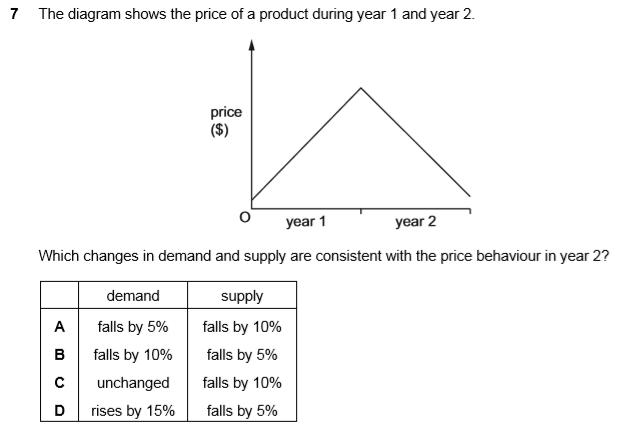 7 The diagram shows the price of a product during year 1 and year 2.
price
($)
O
year 1 year 2
Which changes in demand and supply are consistent with the price behaviour in year 2?
demand supply
A falls by 5% falls by 10%
B falls by 10% falls by 5%
C unchanged falls by 10%
D rises by 15% falls by 5%